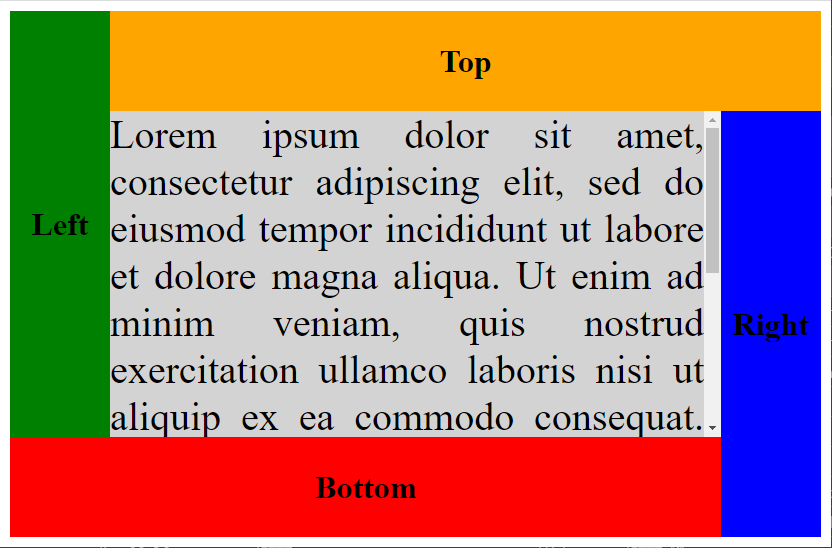 Top
Left
Lorem ipsum dolor sit amet,
consectetur adipiscing elit, sed do
eiusmod tempor incididunt ut labore
et dolore magna aliqua. Ut enim ad
minim veniam, quis nostrud
exercitation ullamco laboris nisi ut
aliquip ex ea commodo consequat.
Right
Bottom